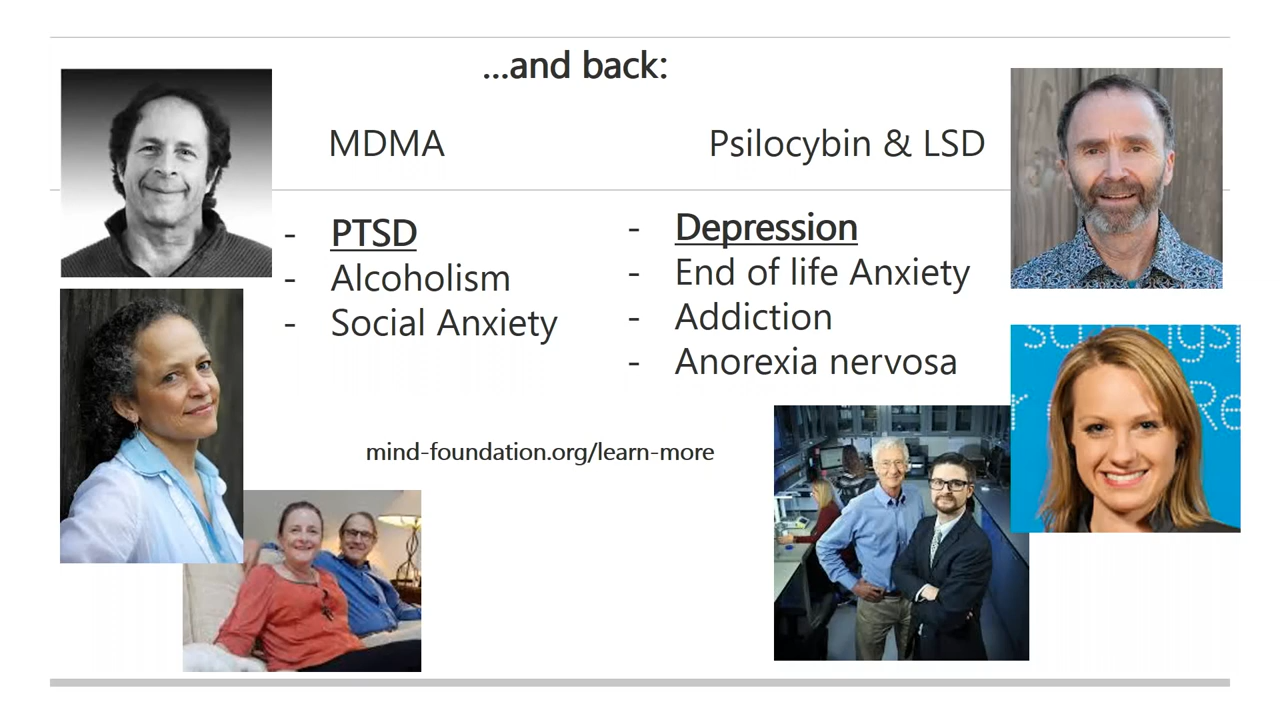 ...and back:
MDMA
Psilocybin & LSD
- PTSD
- Alcoholism
- Social Anxiety
- Depression
- End of life Anxiety
- Addiction
- Anorexia nervosa
mind-foundation.org/learn-more